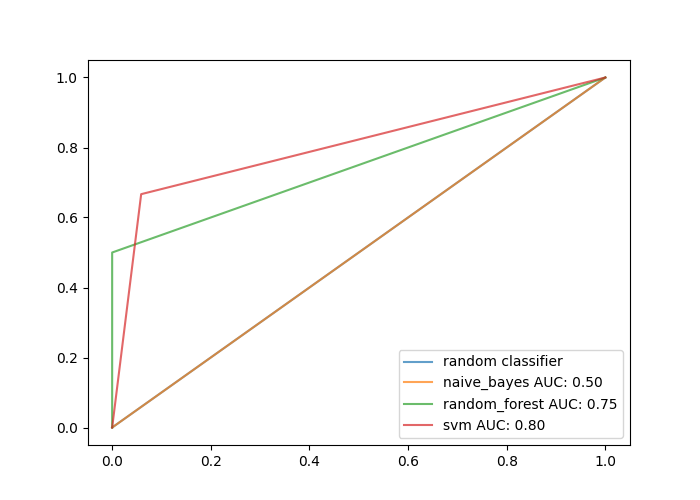 1.0
0.8
0.6
0.4
0.2
0.0
0.0 0.2 0.4 0.6 0.8 1.0
random classifier
naive_bayes AUC: 0.50
random_forest AUC: 0.75
svm AUC: 0.80